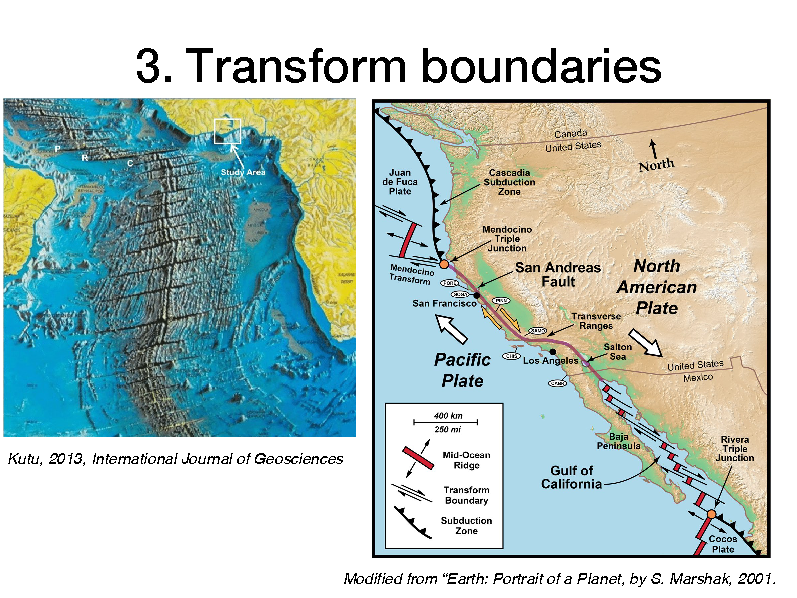 3. Transform boundaries
P
R
C
Study Area
Canada
United States
North
Juan
de Fuca
Plate
Cascadia
Subduction
Zone
Mendocino
Triple
Junction
Mendocino
Transform
San Andreas
Fault
North
American
Plate
San Francisco
Transverse
Ranges
Salton
Sea
Los Angeles
United States
Mexico
Pacific
Plate
400 km
250 mi
Mid-Ocean
Ridge
Transform
Boundary
Subduction
Zone
Baja
Peninsula
Gulf of
California
Rivera
Triple
Junction
Cocos
Plate
Kutu, 2013, International Journal of Geosciences
Modified from “Earth: Portrait of a Planet, by S. Marshak, 2001.